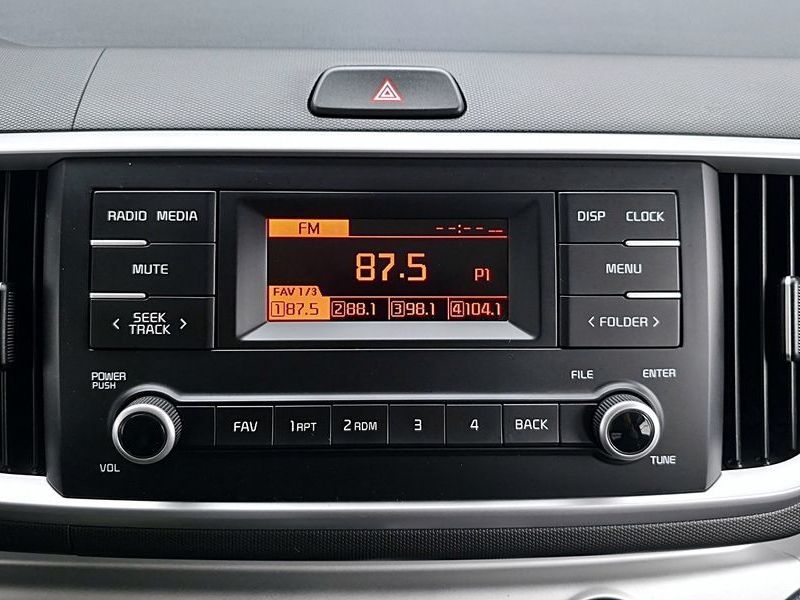 RADIO MEDIA
MUTE
< SEEK TRACK >
FM --:-- __
87.5 P1
FAV 1/3
1 87.5 2 88.1 3 98.1 4 104.1
DISP CLOCK
MENU
< FOLDER >
POWER
PUSH
VOL
FAV 1 RPT 2 RDM 3 4 BACK
FILE ENTER
TUNE